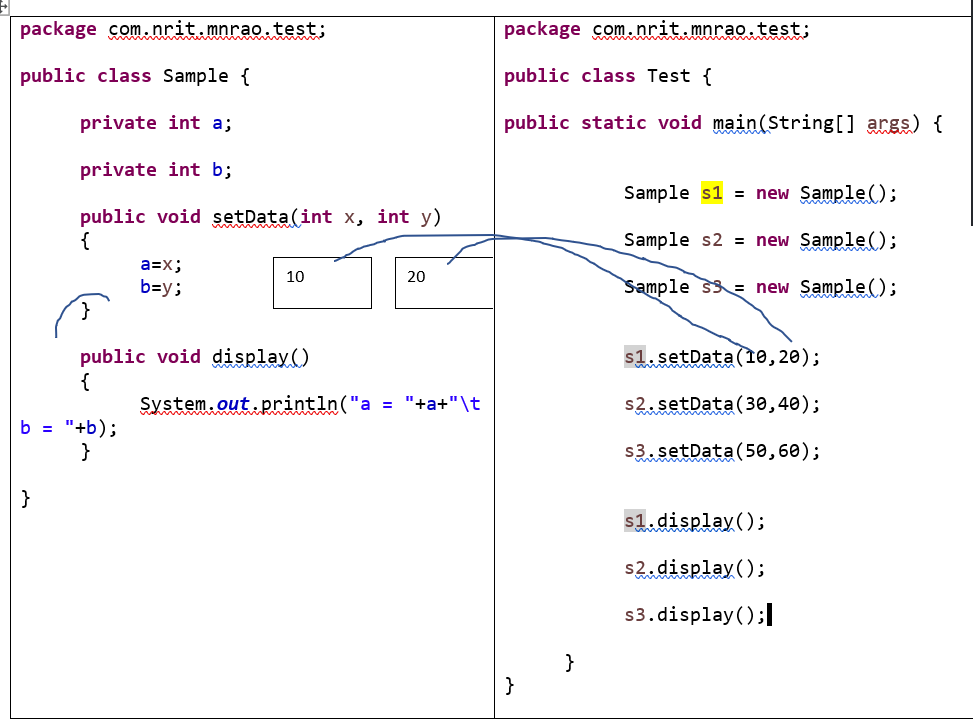 package com.nrit.mnrao.test;
public class Sample {
private int a;
private int b;
public void setData(int x, int y)
{
a=x;
b=y;
}
10
20
public void display()
{
System.out.println("a = "+a+"\t
b = "+b);
}
}
package com.nrit.mnrao.test;
public class Test {
public static void main(String[] args) {
Sample s1 = new Sample();
Sample s2 = new Sample();
Sample s3 = new Sample();
s1.setData(10,20);
s2.setData(30,40);
s3.setData(50,60);
s1.display();
s2.display();
s3.display();
}
}